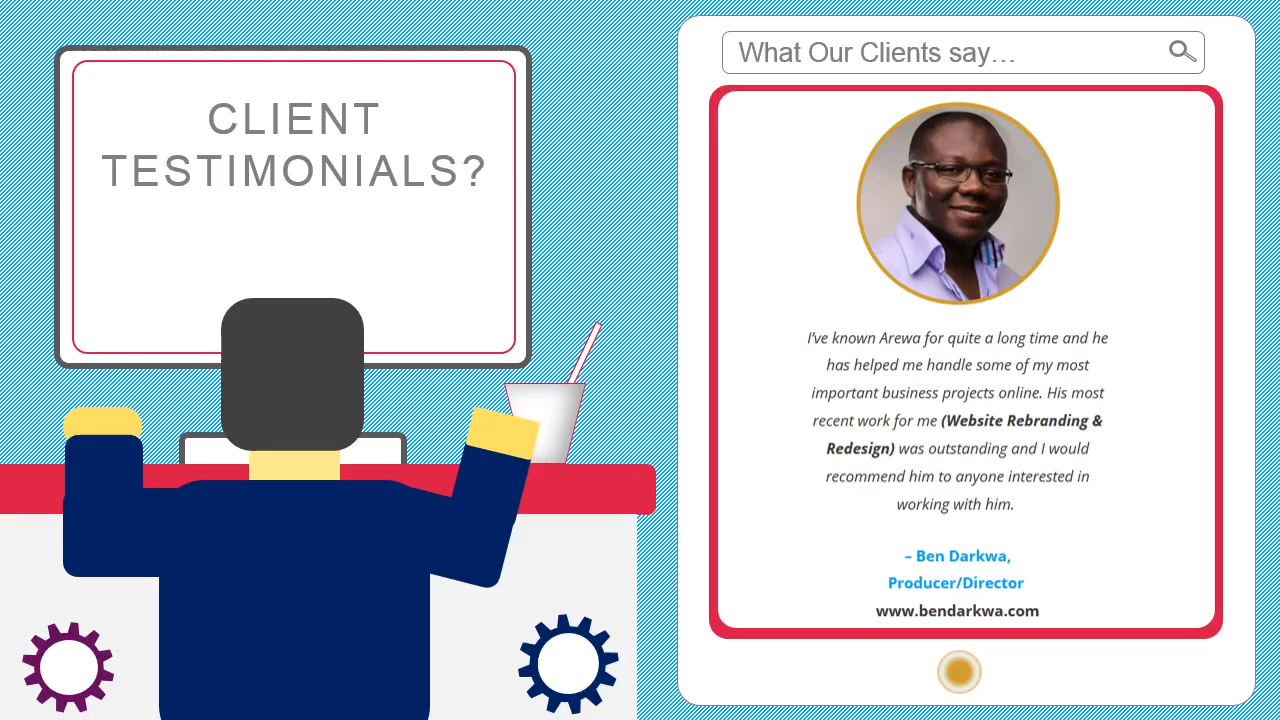 CLIENT
TESTIMONIALS?
What Our Clients say...
I've known Arewa for quite a long time and he
has helped me handle some of my most
important business projects online. His most
recent work for me (Website Rebranding &
Redesign) was outstanding and I would
recommend him to anyone interested in
working with him.
– Ben Darkwa,
Producer/Director
www.bendarkwa.com